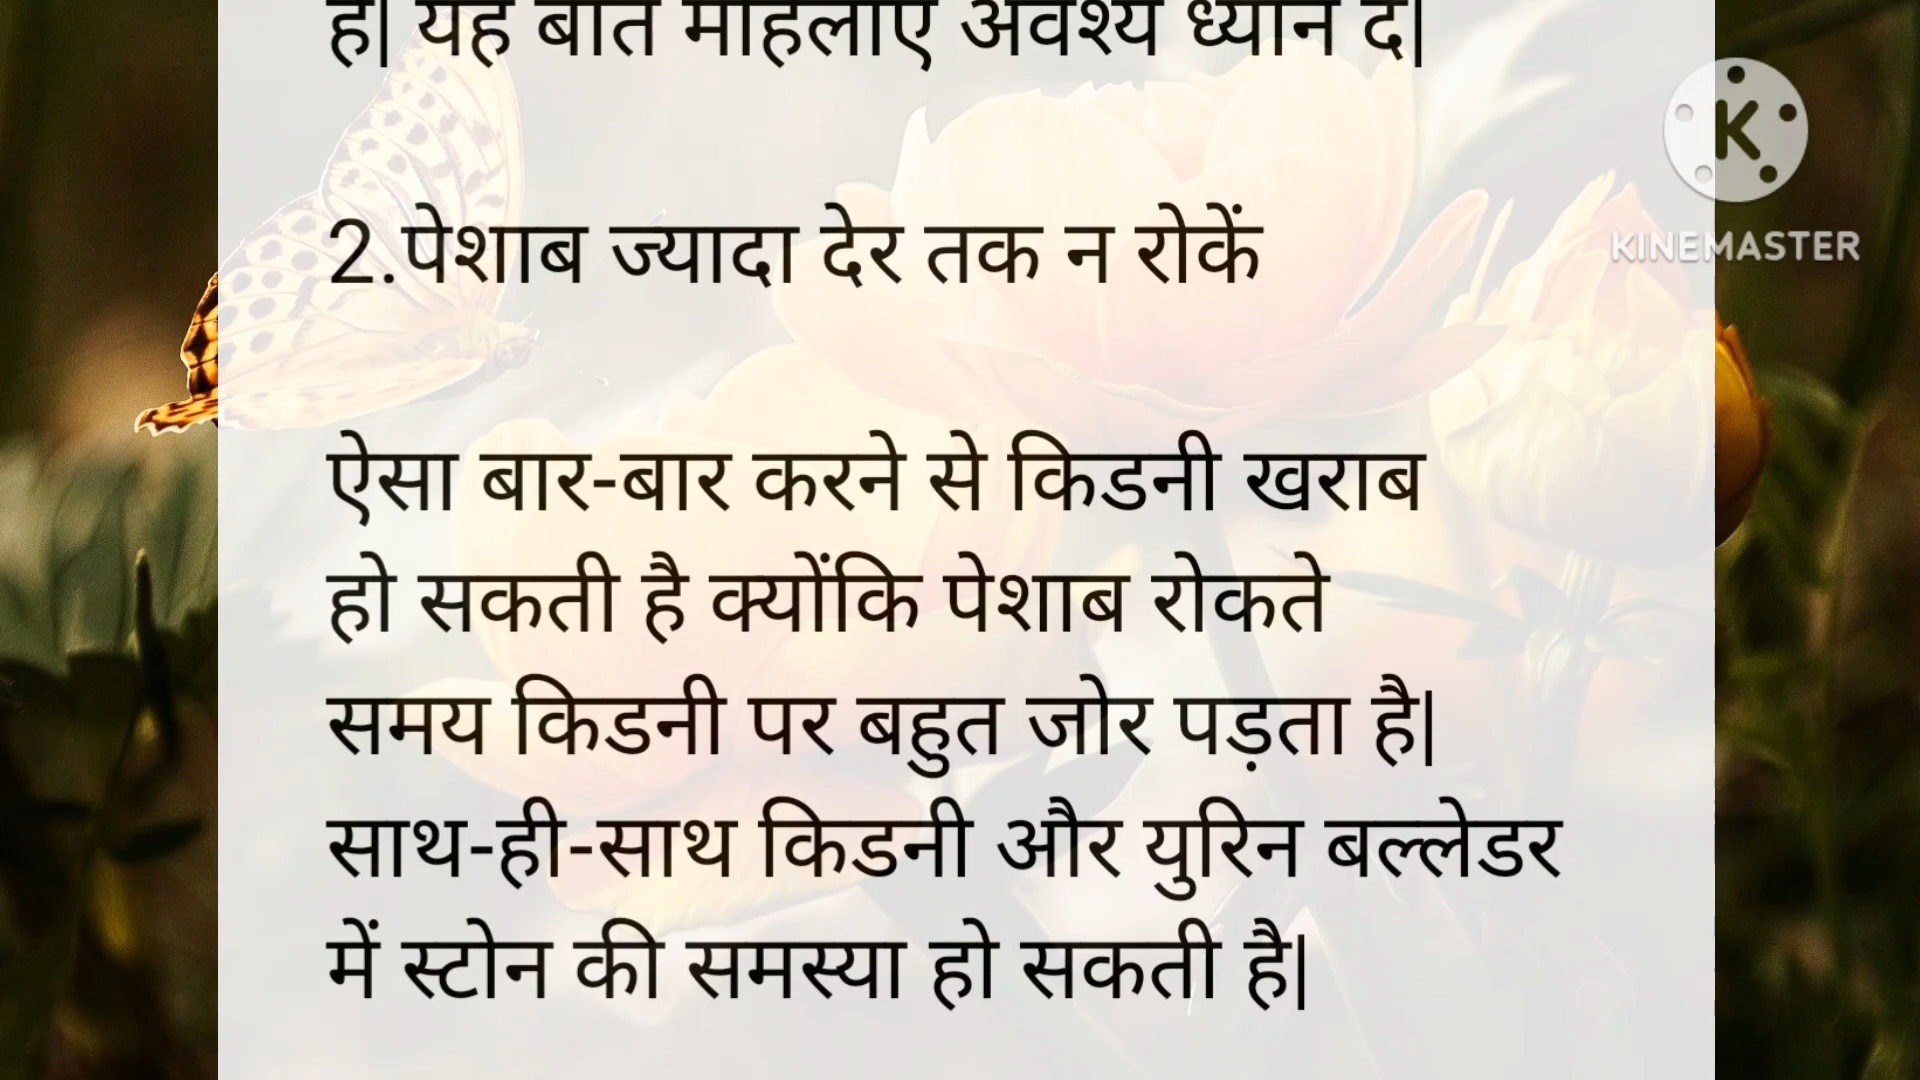 है| यह बात महिलाएं अवश्य ध्यान दें|
2.पेशाब ज्यादा देर तक न रोकें
ऐसा बार-बार करने से किडनी खराब
हो सकती है क्योंकि पेशाब रोकते
समय किडनी पर बहुत जोर पड़ता है|
साथ-ही-साथ किडनी और युरिन बल्लेडर
में स्टोन की समस्या हो सकती है|
K
KINEMASTER